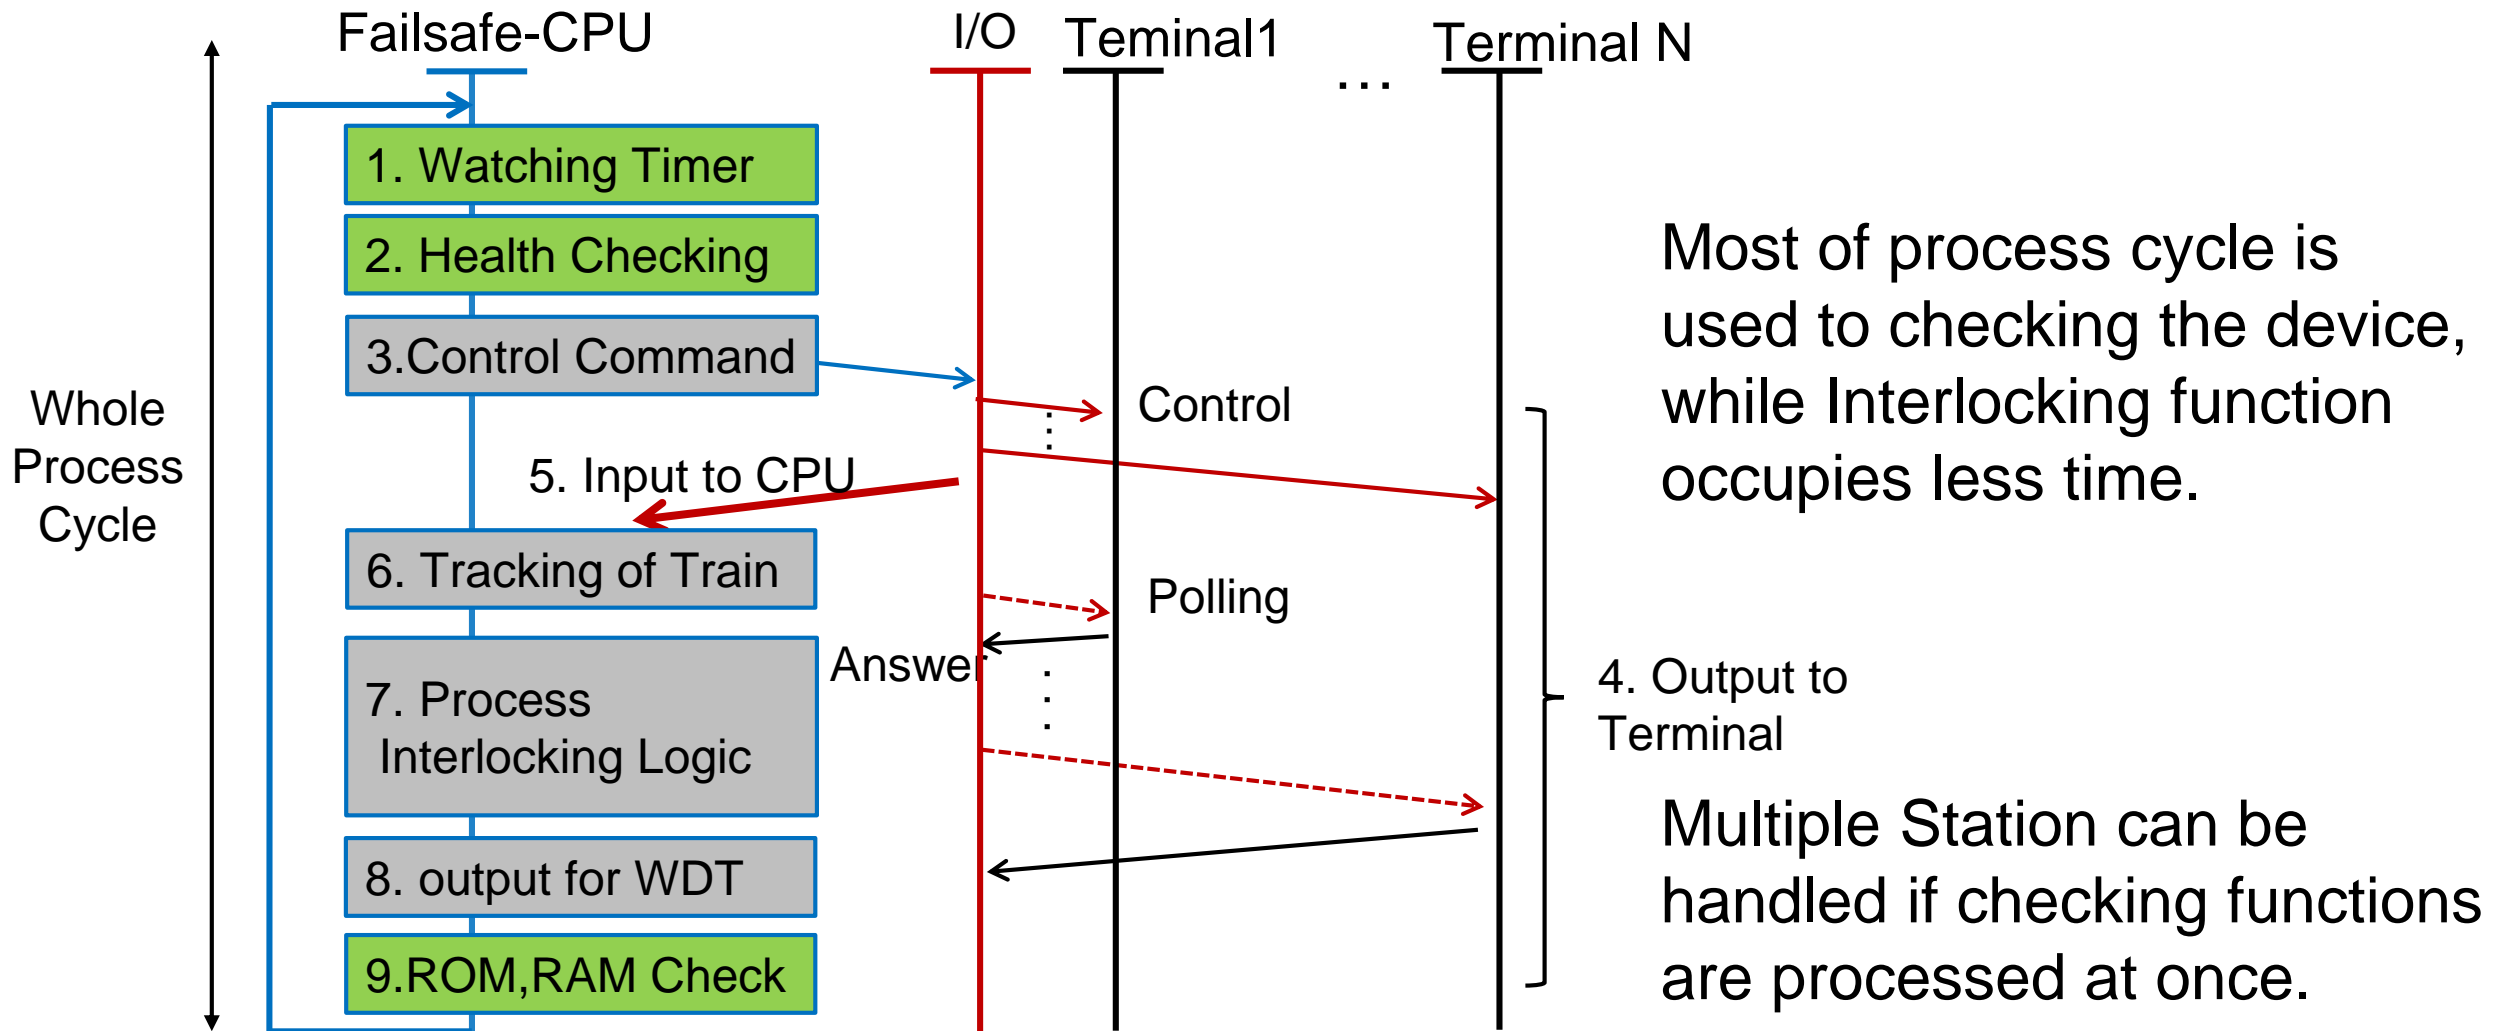 Failsafe-CPU
I/O
Teminal1
...
Terminal N
1. Watching Timer
2. Health Checking
3.Control Command
Control
Whole
Process
Cycle
5. Input to CPU
6. Tracking of Train
Polling
Answer
7. Process
Interlocking Logic
8. output for WDT
9.ROM,RAM Check
4. Output to
Terminal
Most of process cycle is
used to checking the device,
while Interlocking function
occupies less time.
Multiple Station can be
handled if checking functions
are processed at once.